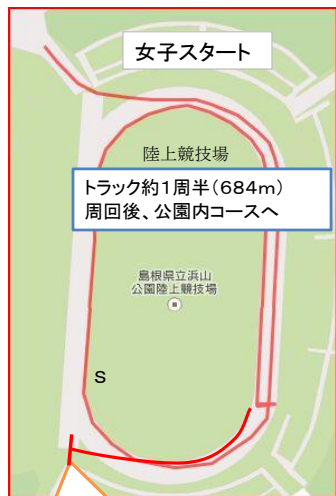 女子スタート
陸上競技場
トラック約1周半(684m)
周回後、公園内コースへ
島根県立浜山
公園陸上競技場
S